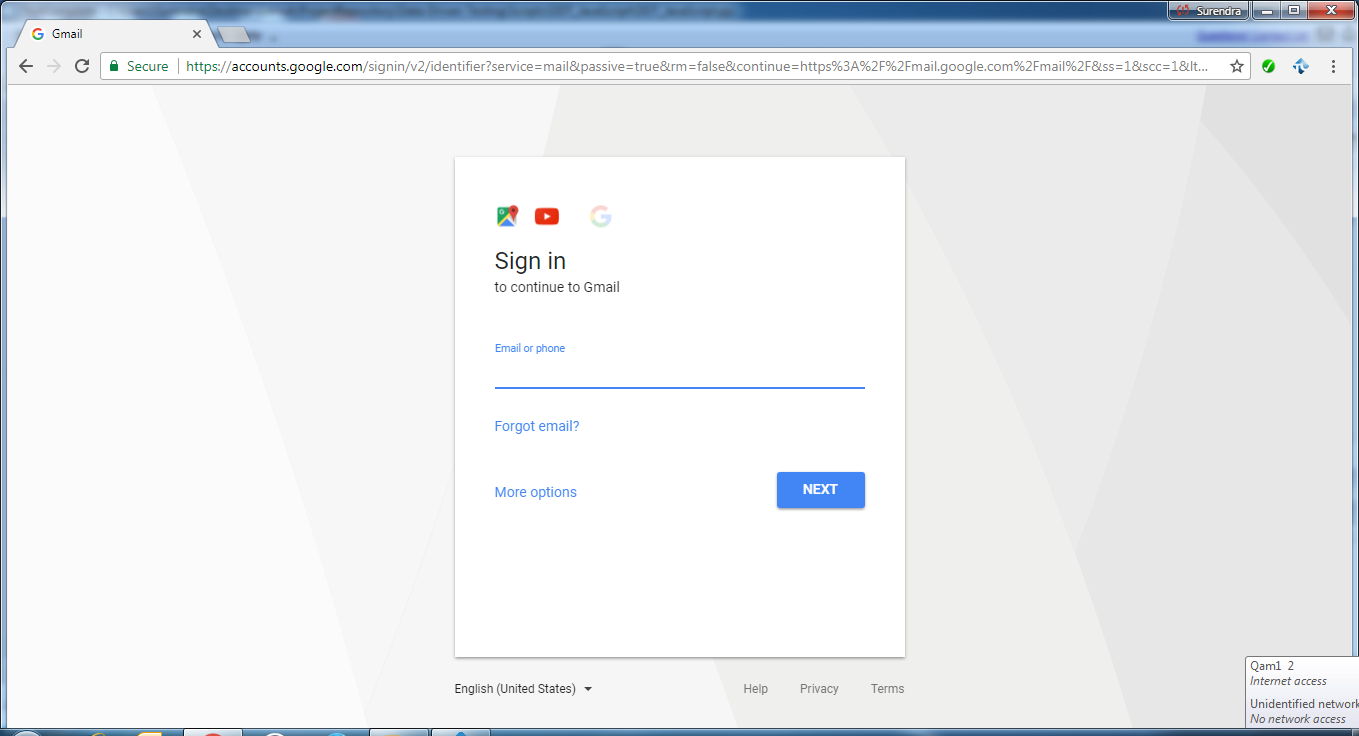 Surendra
Gmail
Secure
https://accounts.google.com/signin/v2/identifier?service=mail&passive=true&rm=false&continue=https%3A%2F%2Fmail.google.com%2Fmail%2F&ss=1&scc=1&lt...
Sign in
to continue to Gmail
Email or phone
Forgot email?
More options
NEXT
English (United States)
Help
Privacy
Terms
Qam1 2
Internet access
Unidentified network
No network access